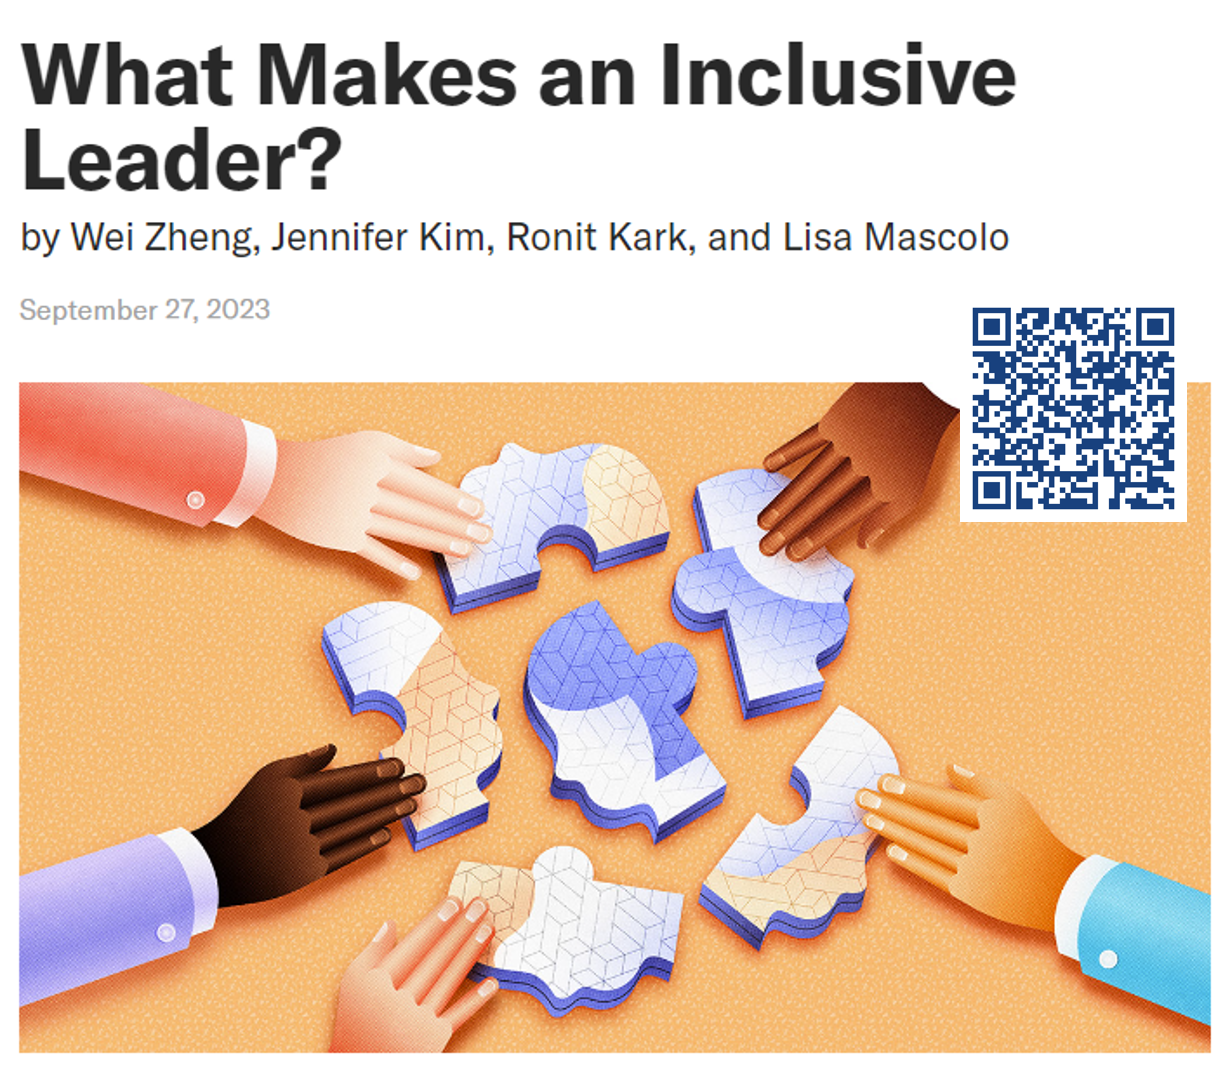 What Makes an Inclusive
Leader?
by Wei Zheng, Jennifer Kim, Ronit Kark, and Lisa Mascolo
September 27, 2023